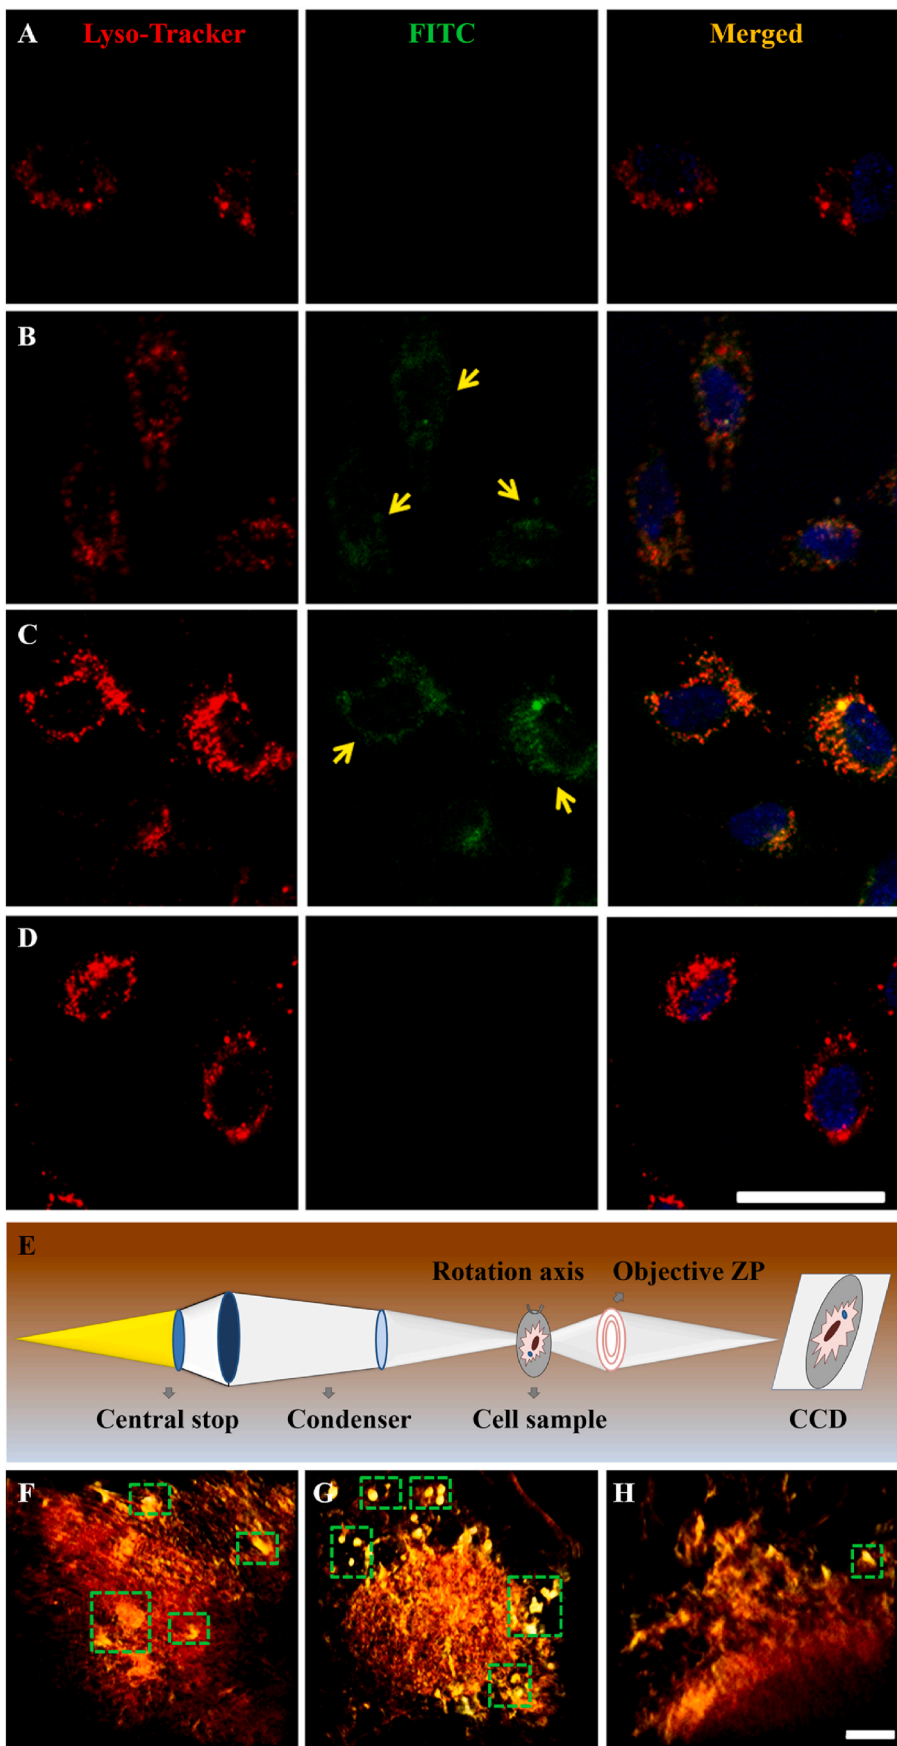 A Lyso-Tracker FITC Merged
B
C
D
E
Rotation axis Objective ZP
Central stop Condenser Cell sample CCD
F G H